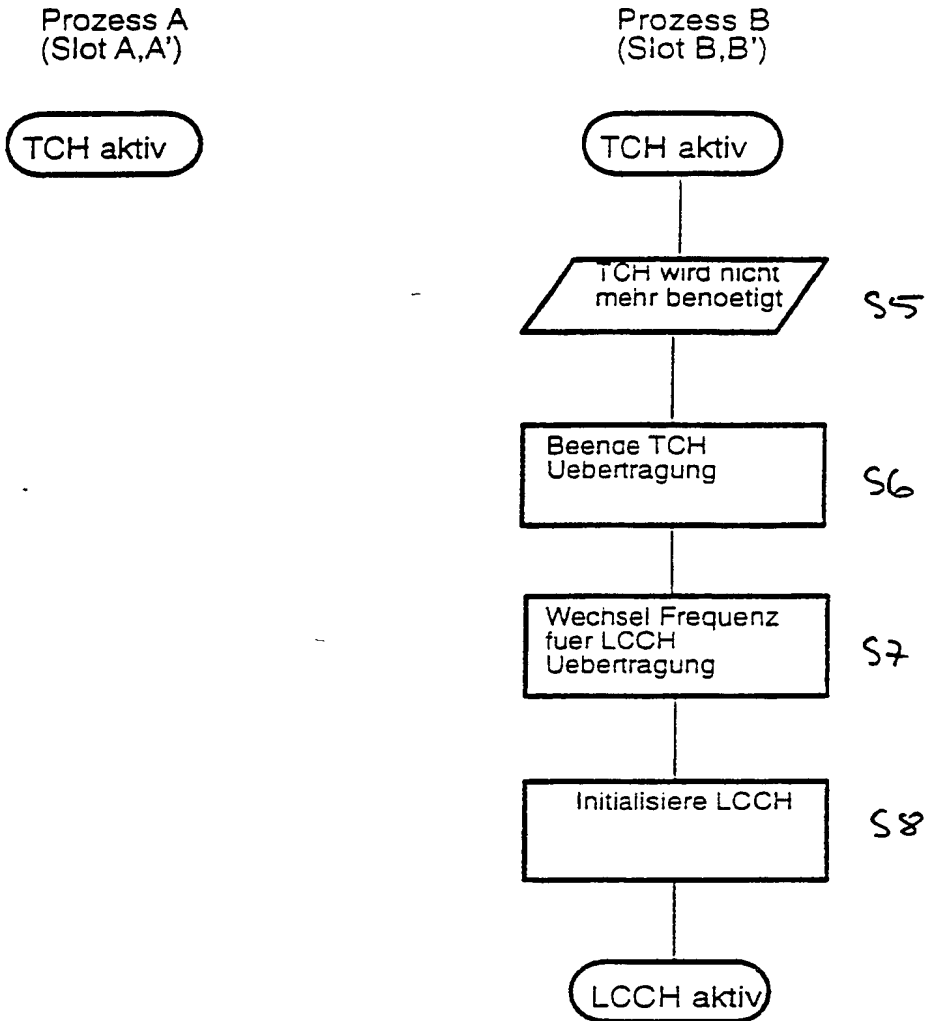 Prozess A
(Slot A,A')
Prozess B
(Slot B,B')
TCH aktiv
TCH aktiv
TCH wird nicht
mehr benoetigt
S5
Beende TCH
Uebertragung
S6
Wechsel Frequenz
fuer LCCH
Uebertragung
S7
Initialisiere LCCH
S8
LCCH aktiv